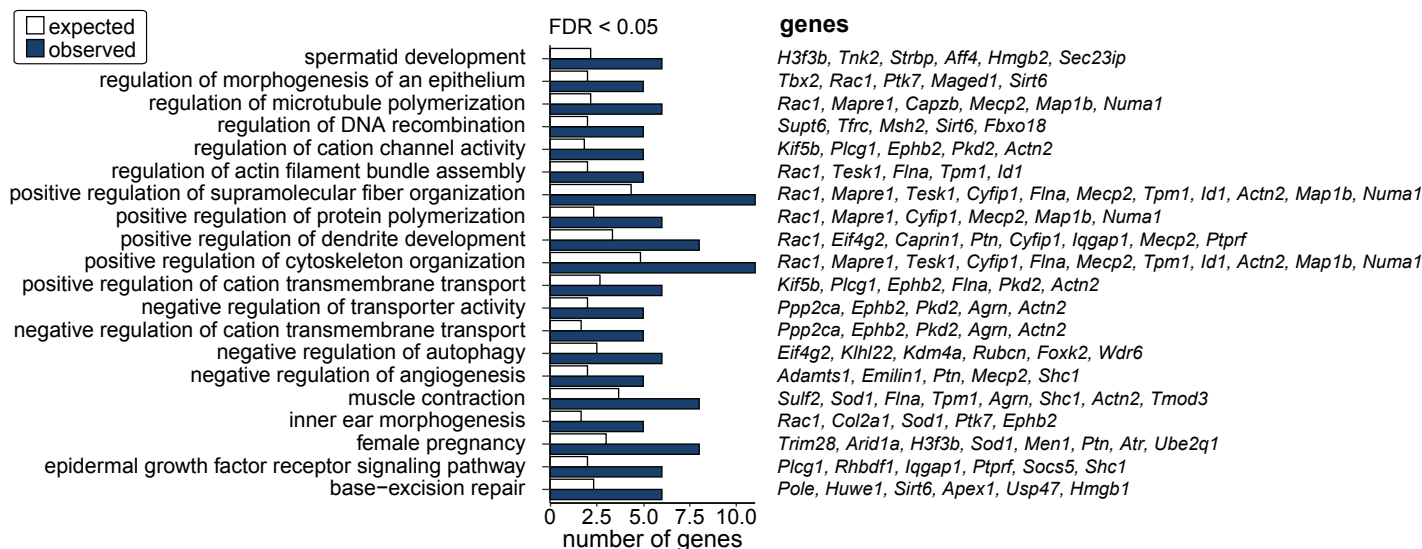 expected
observed
FDR < 0.05
genes
spermatid development H3f3b, Tnk2, Strbp, Aff4, Hmgb2, Sec23ip
regulation of morphogenesis of an epithelium Tbx2, Rac1, Ptk7, Maged1, Sirt6
regulation of microtubule polymerization Rac1, Mapre1, Capzb, Mecp2, Map1b, Numa1
regulation of DNA recombination Supt6, Tfrc, Msh2, Sirt6, Fbxo18
regulation of cation channel activity Kif5b, Plcg1, Ephb2, Pkd2, Actn2
regulation of actin filament bundle assembly Rac1, Tesk1, Flna, Tpm1, Id1
positive regulation of supramolecular fiber organization Rac1, Mapre1, Tesk1, Cyfip1, Flna, Mecp2, Tpm1, Id1, Actn2, Map1b, Numa1
positive regulation of protein polymerization Rac1, Mapre1, Cyfip1, Mecp2, Map1b, Numa1
positive regulation of dendrite development Rac1, Eif4g2, Caprin1, Ptn, Cyfip1, Iqgap1, Mecp2, Ptprf
positive regulation of cytoskeleton organization Rac1, Mapre1, Tesk1, Cyfip1, Flna, Mecp2, Tpm1, Id1, Actn2, Map1b, Numa1
positive regulation of cation transmembrane transport Kif5b, Plcg1, Ephb2, Flna, Pkd2, Actn2
negative regulation of transporter activity Ppp2ca, Ephb2, Pkd2, Agrn, Actn2
negative regulation of cation transmembrane transport Ppp2ca, Ephb2, Pkd2, Agrn, Actn2
negative regulation of autophagy Eif4g2, Klhl22, Kdm4a, Rubcn, Foxk2, Wdr6
negative regulation of angiogenesis Adamts1, Emilin1, Ptn, Mecp2, Shc1
muscle contraction Sulf2, Sod1, Flna, Tpm1, Agrn, Shc1, Actn2, Tmod3
inner ear morphogenesis Rac1, Col2a1, Sod1, Ptk7, Ephb2
female pregnancy Trim28, Arid1a, H3f3b, Sod1, Men1, Ptn, Atr, Ube2q1
epidermal growth factor receptor signaling pathway Plcg1, Rhbdf1, Iqgap1, Ptprf, Socs5, Shc1
base−excision repair Pole, Huwe1, Sirt6, Apex1, Usp47, Hmgb1
0 2.5 5.0 7.5 10.0
number of genes